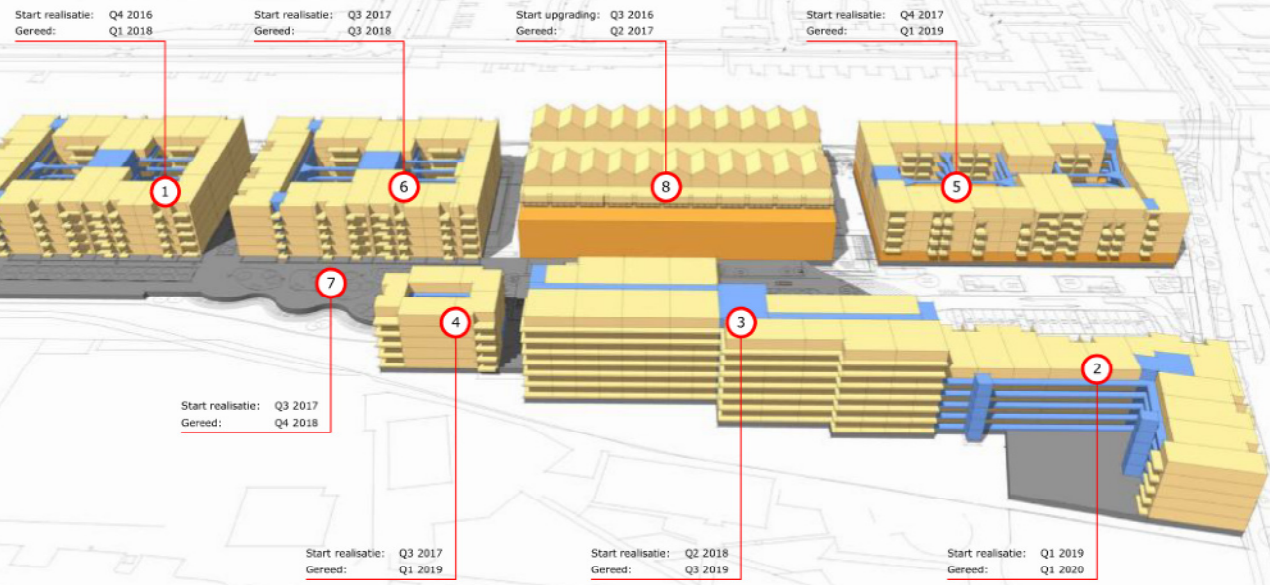 Start realisatie: Q4 2016
Gereed: Q1 2018
Start realisatie: Q3 2017
Gereed: Q3 2018
Start upgrading: Q3 2016
Gereed: Q2 2017
Start realisatie: Q4 2017
Gereed: Q1 2019
1
6
8
5
7
4
3
2
Start realisatie: Q3 2017
Gereed: Q4 2018
Start realisatie: Q3 2017
Gereed: Q1 2019
Start realisatie: Q2 2018
Gereed: Q3 2019
Start realisatie: Q1 2019
Gereed: Q1 2020